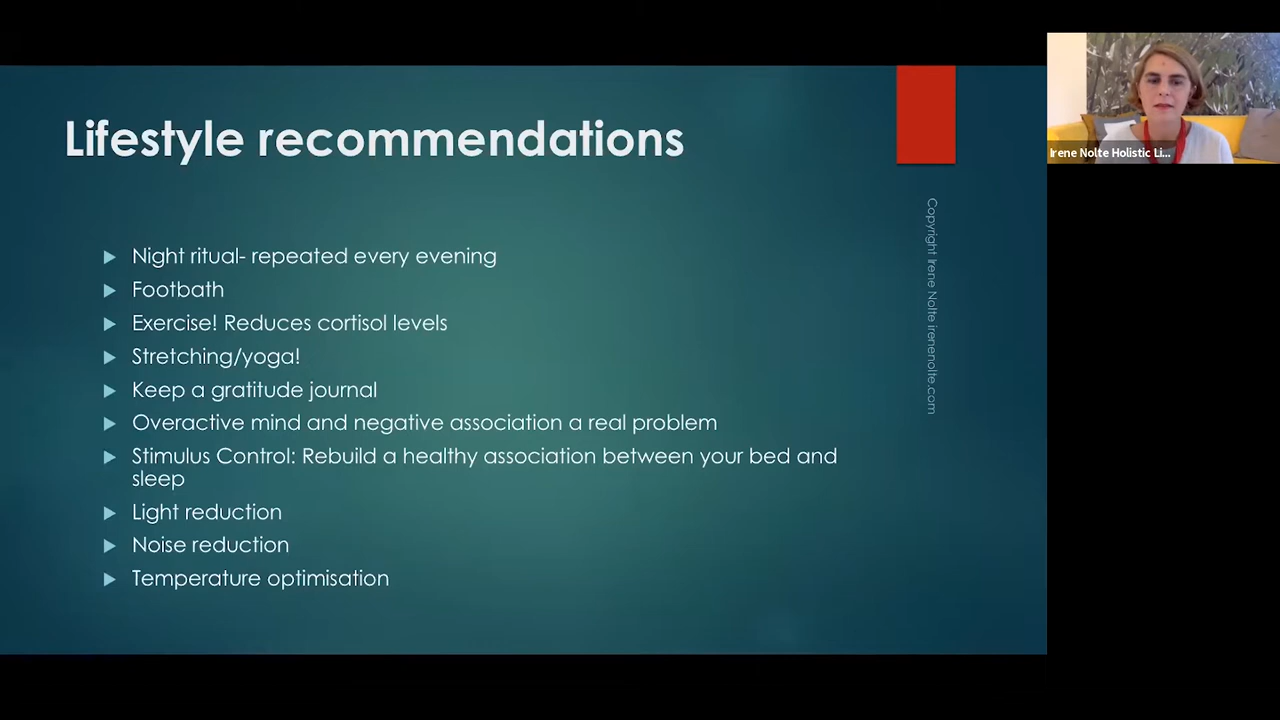 Lifestyle recommendations
Night ritual- repeated every evening
Footbath
Exercise! Reduces cortisol levels
Stretching/yoga!
Keep a gratitude journal
Overactive mind and negative association a real problem
Stimulus Control: Rebuild a healthy association between your bed and
sleep
Light reduction
Noise reduction
Temperature optimisation
Copyright Irene Nolte irenenolte.com
Irene Nolte Holistic Li...